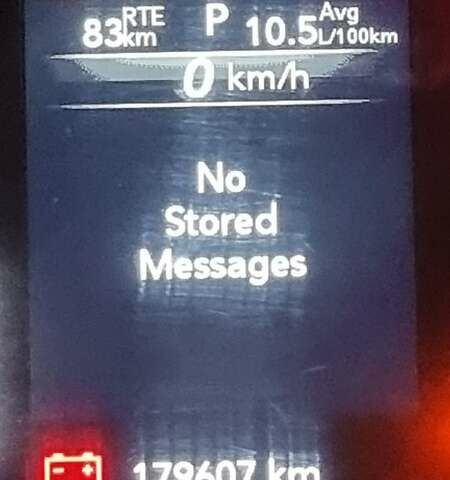 83 km RTE P 10.5 Avg L/100km
0 km/h
No
Stored
Messages
179607 km